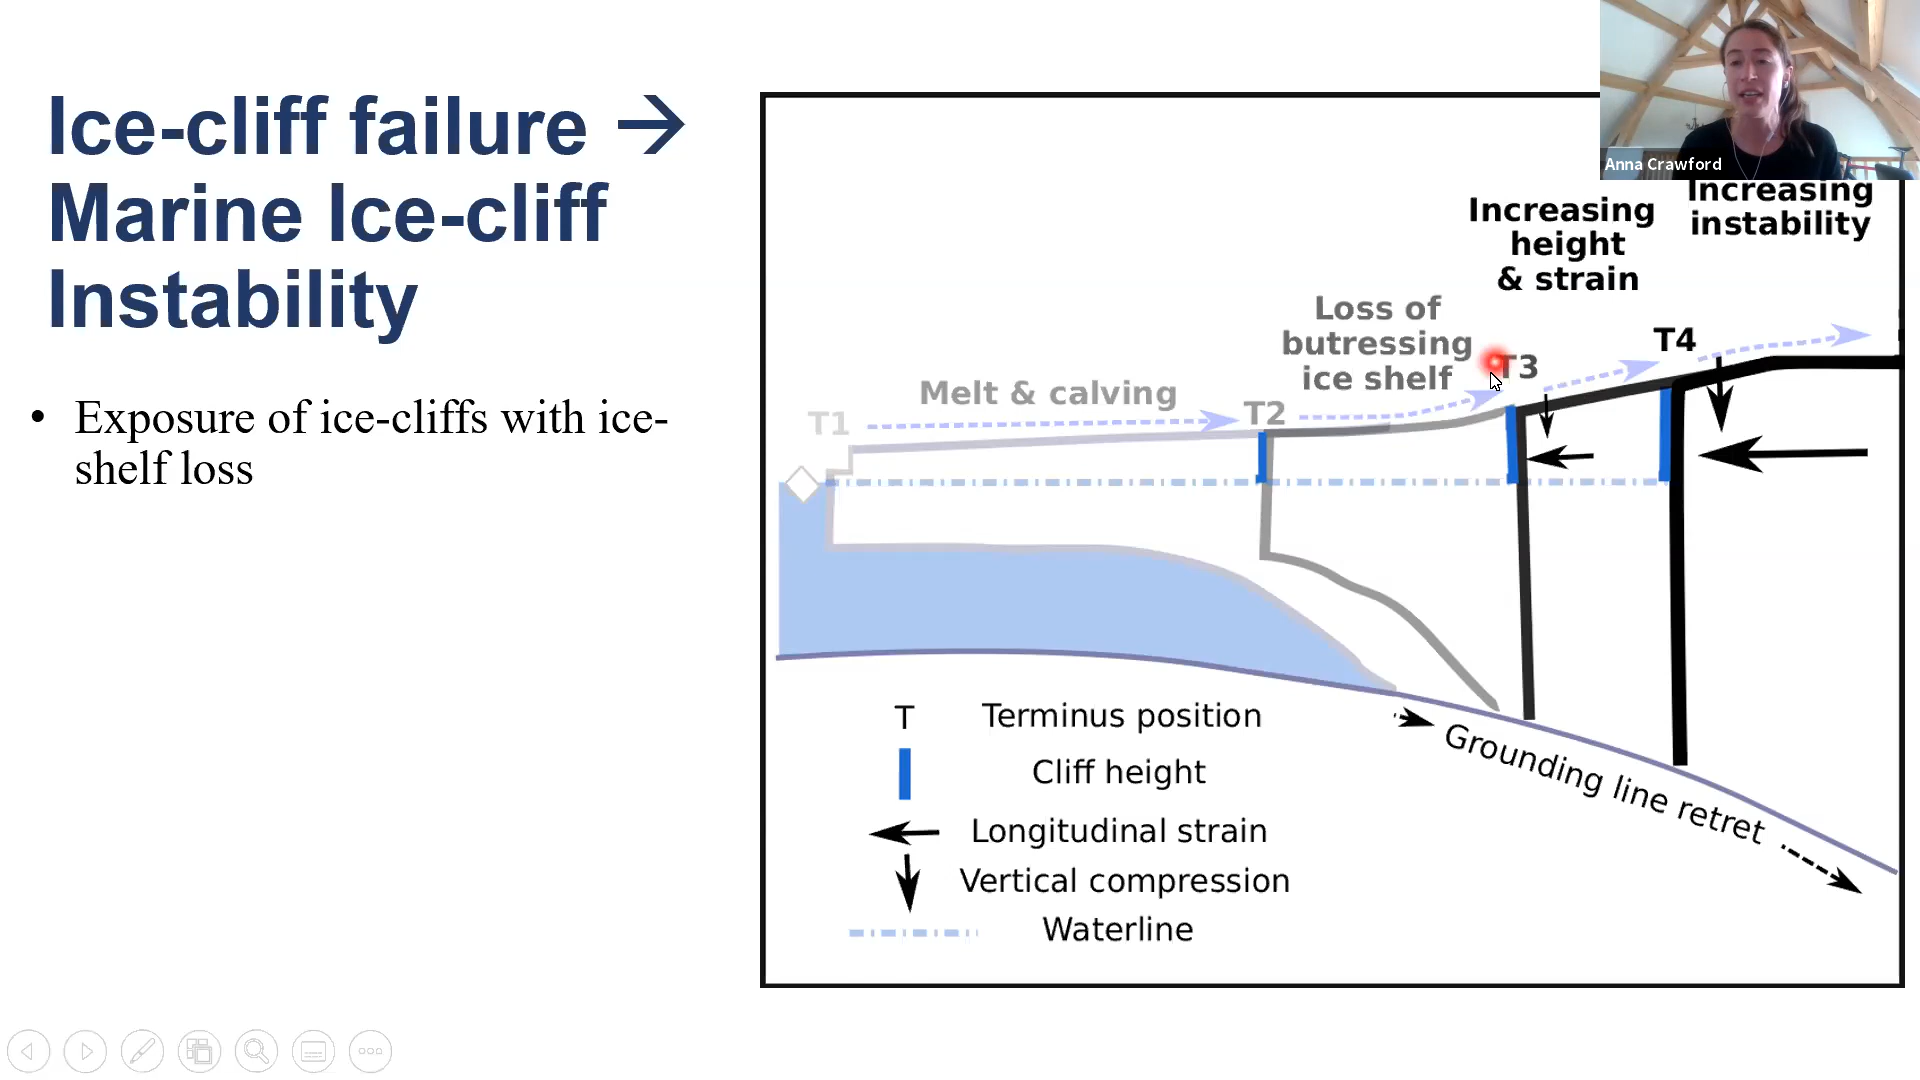 Ice-cliff failure →
Marine Ice-cliff
Instability
• Exposure of ice-cliffs with ice-
shelf loss
Anna Crawford
Increasing
instability
Increasing
height
& strain
Loss of
butressing
ice shelf
Melt & calving
T1
T2
T3
T4
T Terminus position
Cliff height
Longitudinal strain
Vertical compression
Waterline
Grounding line retret